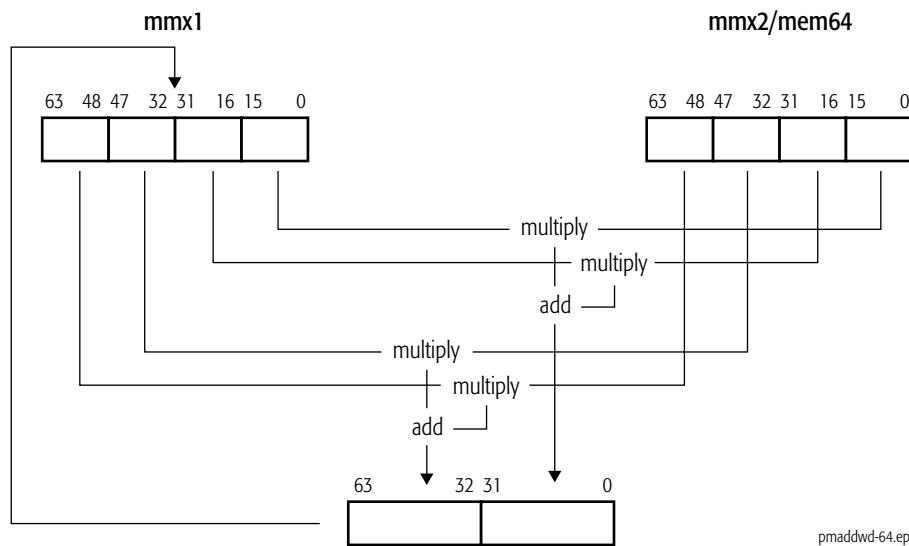 mmx1 mmx2/mem64
63 48 47 32 31 16 15 0 63 48 47 32 31 16 15 0
multiply
multiply
add
multiply
multiply
add
63 32 31 0
pmaddwd-64.ep